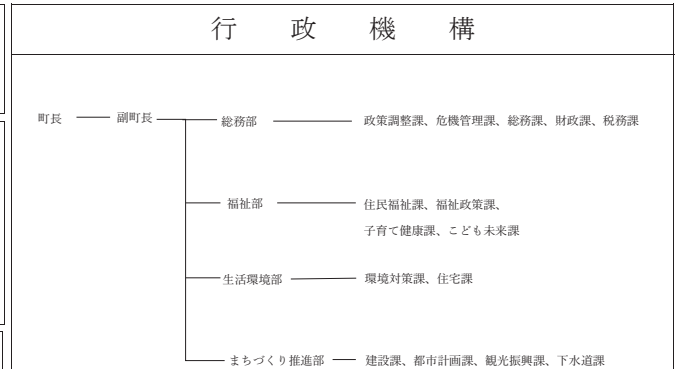 行政機構
町長 副町長 総務部 政策調整課、危機管理課、総務課、財政課、税務課
福祉部 住民福祉課、福祉政策課、
子育て健康課、こども未来課
生活環境部 環境対策課、住宅課
まちづくり推進部 建設課、都市計画課、観光振興課、下水道課